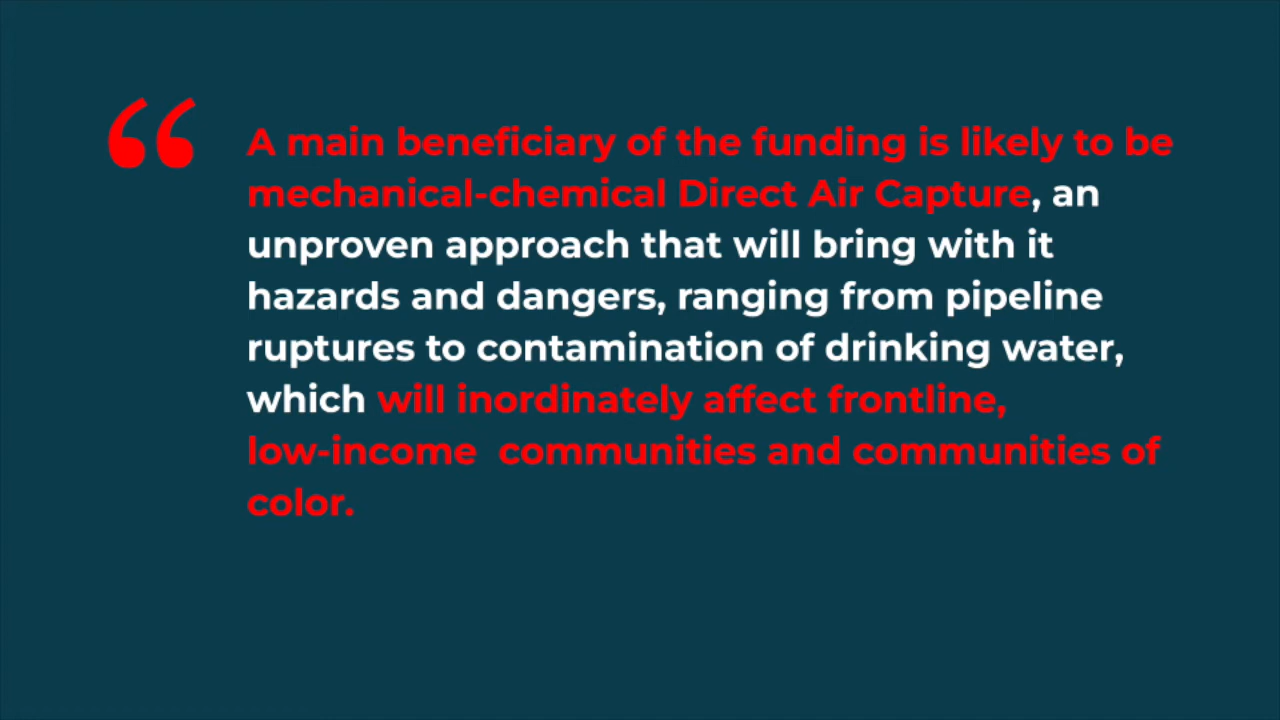 “
A main beneficiary of the funding is likely to be
mechanical-chemical Direct Air Capture, an
unproven approach that will bring with it
hazards and dangers, ranging from pipeline
ruptures to contamination of drinking water,
which will inordinately affect frontline,
low-income  communities and communities of
color.